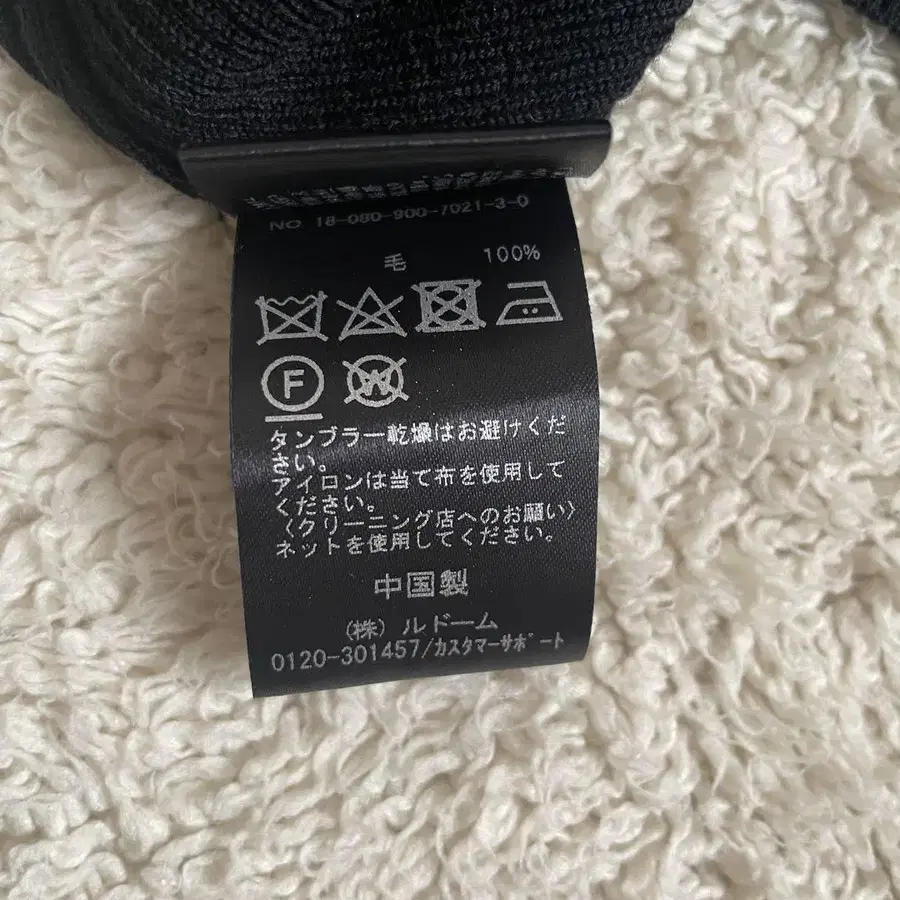 NO 18-080-900-7021-3-0
毛 100%
F W
タンブラー乾燥はお避けくだ
さい。
アイロンは当て布を使用して
ください。
〈クリーニング店へのお願い〉
ネットを使用してください。
中国製
(株) ルドーム
0120-301457/カスタマーサポート